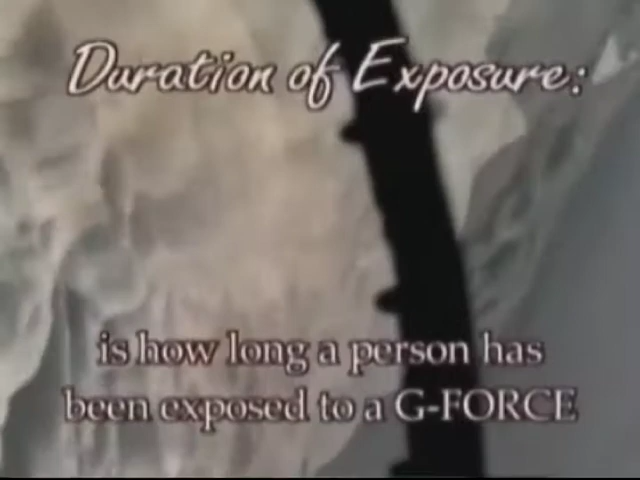 Duration of Exposure:
is how long a person has
been exposed to a G-FORCE